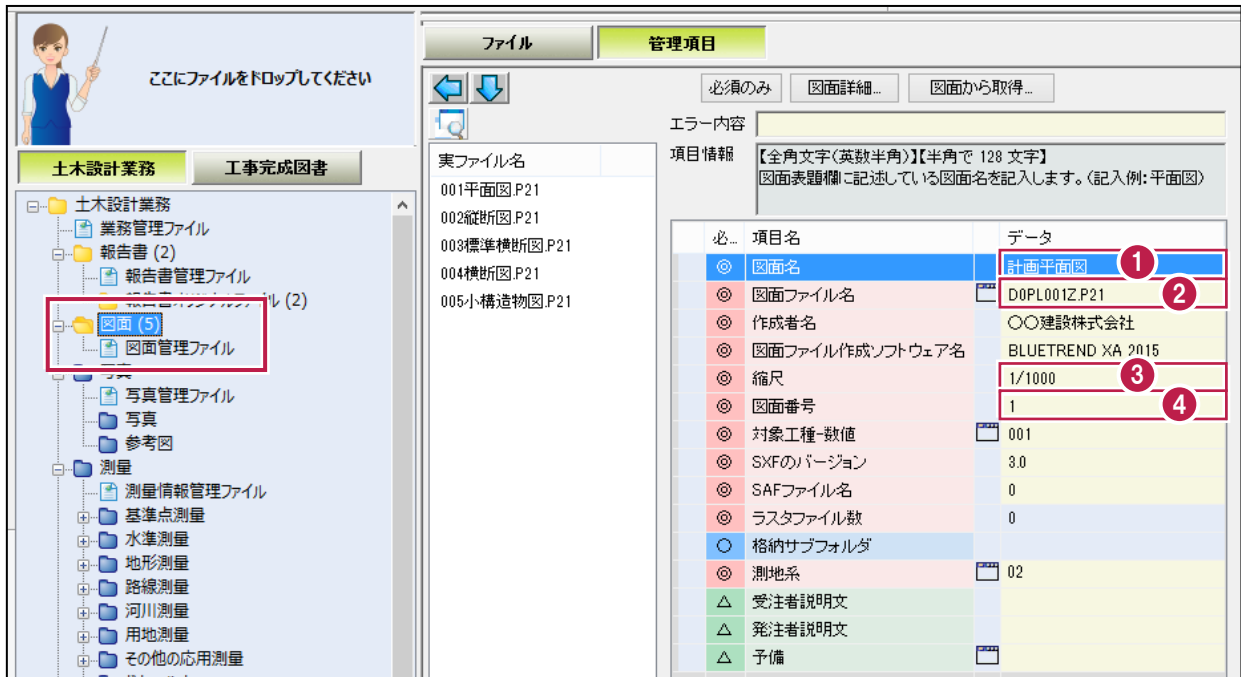 ここにファイルをドロップしてください
土木設計業務
工事完成図書
土木設計業務
業務管理ファイル
報告書 (2)
報告書管理ファイル
図面 (5)
図面管理ファイル
写真管理ファイル
写真
参考図
測量
測量情報管理ファイル
基準点測量
水準測量
地形測量
路線測量
河川測量
用地測量
その他の応用測量
ファイル
管理項目
必須のみ
図面詳細...
図面から取得...
エラー内容
項目情報
【全角文字(英数半角)】【半角で 128 文字】
図面表題欄に記述している図面名を記入します。(記入例:平面図)
実ファイル名
001平面図.P21
002縦断図.P21
003標準横断図.P21
004横断図.P21
005小構造物図.P21
必... 項目名 データ
◎ 図面名 計画平面図 1
◎ 図面ファイル名 D0PL001Z.P21 2
◎ 作成者名 〇〇建設株式会社
◎ 図面ファイル作成ソフトウェア名 BLUETREND XA 2015
◎ 縮尺 1/1000 3
◎ 図面番号 1 4
◎ 対象工種-数値 001
◎ SXFのバージョン 3.0
◎ SAFファイル名 0
◎ ラスタファイル数 0
○ 格納サブフォルダ
◎ 測地系 02
△ 受注者説明文
△ 発注者説明文
△ 予備